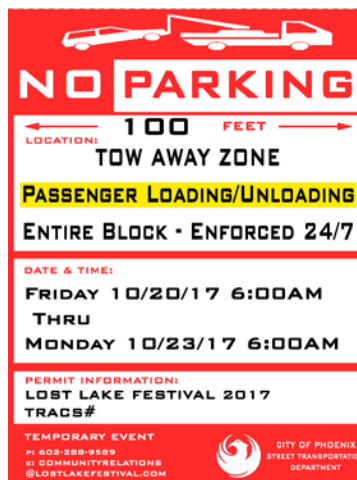 NO PARKING
100 FEET
LOCATION:
TOW AWAY ZONE
PASSENGER LOADING/UNLOADING
ENTIRE BLOCK - ENFORCED 24/7
DATE & TIME:
FRIDAY 10/20/17 6:00AM
THRU
MONDAY 10/23/17 6:00AM
PERMIT INFORMATION:
LOST LAKE FESTIVAL 2017
TRACS#
TEMPORARY EVENT
P: 602-288-9589
E: COMMUNITYRELATIONS
@LOSTLAKEFESTIVAL.COM
CITY OF PHOENIX
STREET TRANSPORTATION
DEPARTMENT